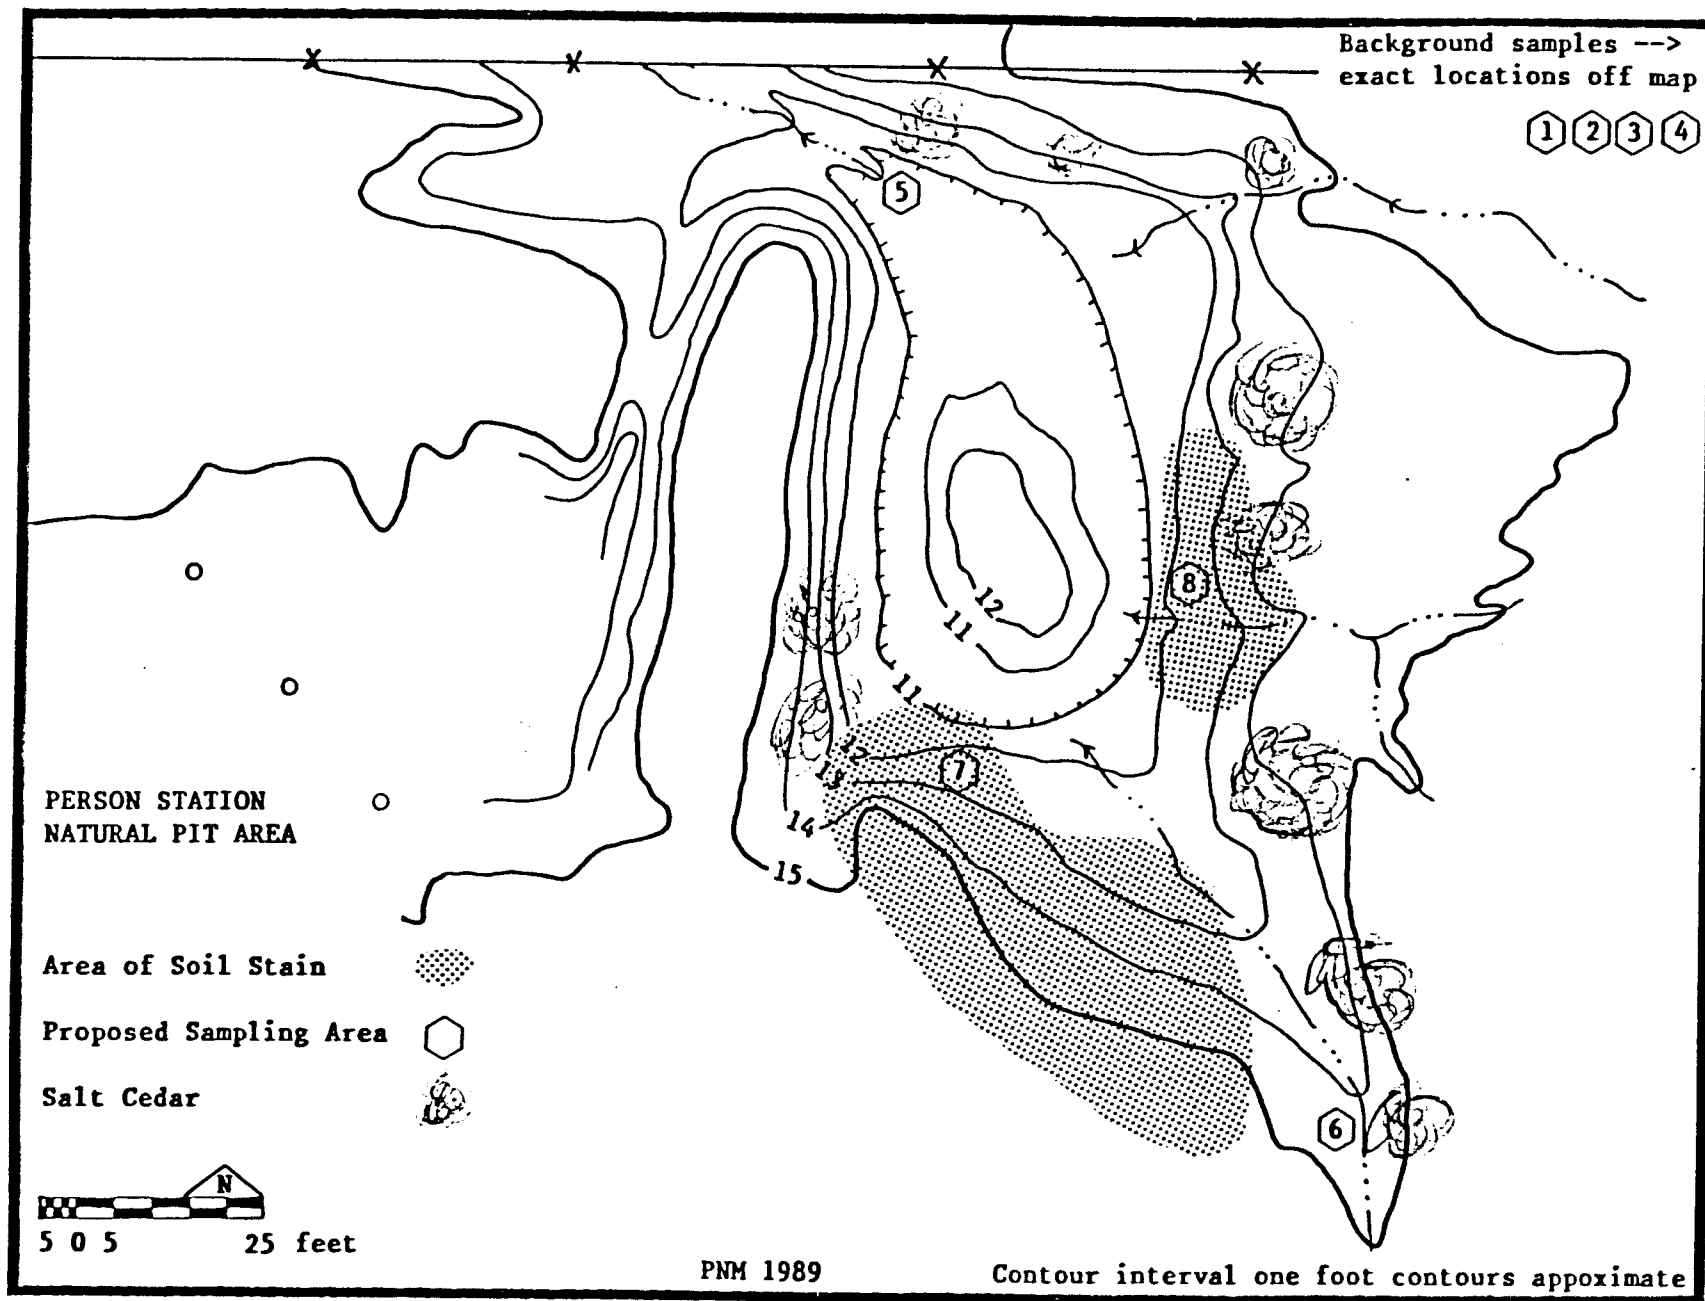 Background samples -->
exact locations off map
1 2 3 4
5
8
12
11
11
12
7
13
14
15
PERSON STATION
NATURAL PIT AREA
Area of Soil Stain
Proposed Sampling Area
Salt Cedar
6
N
5 0 5 25 feet
PNM 1989
Contour interval one foot contours appoximate